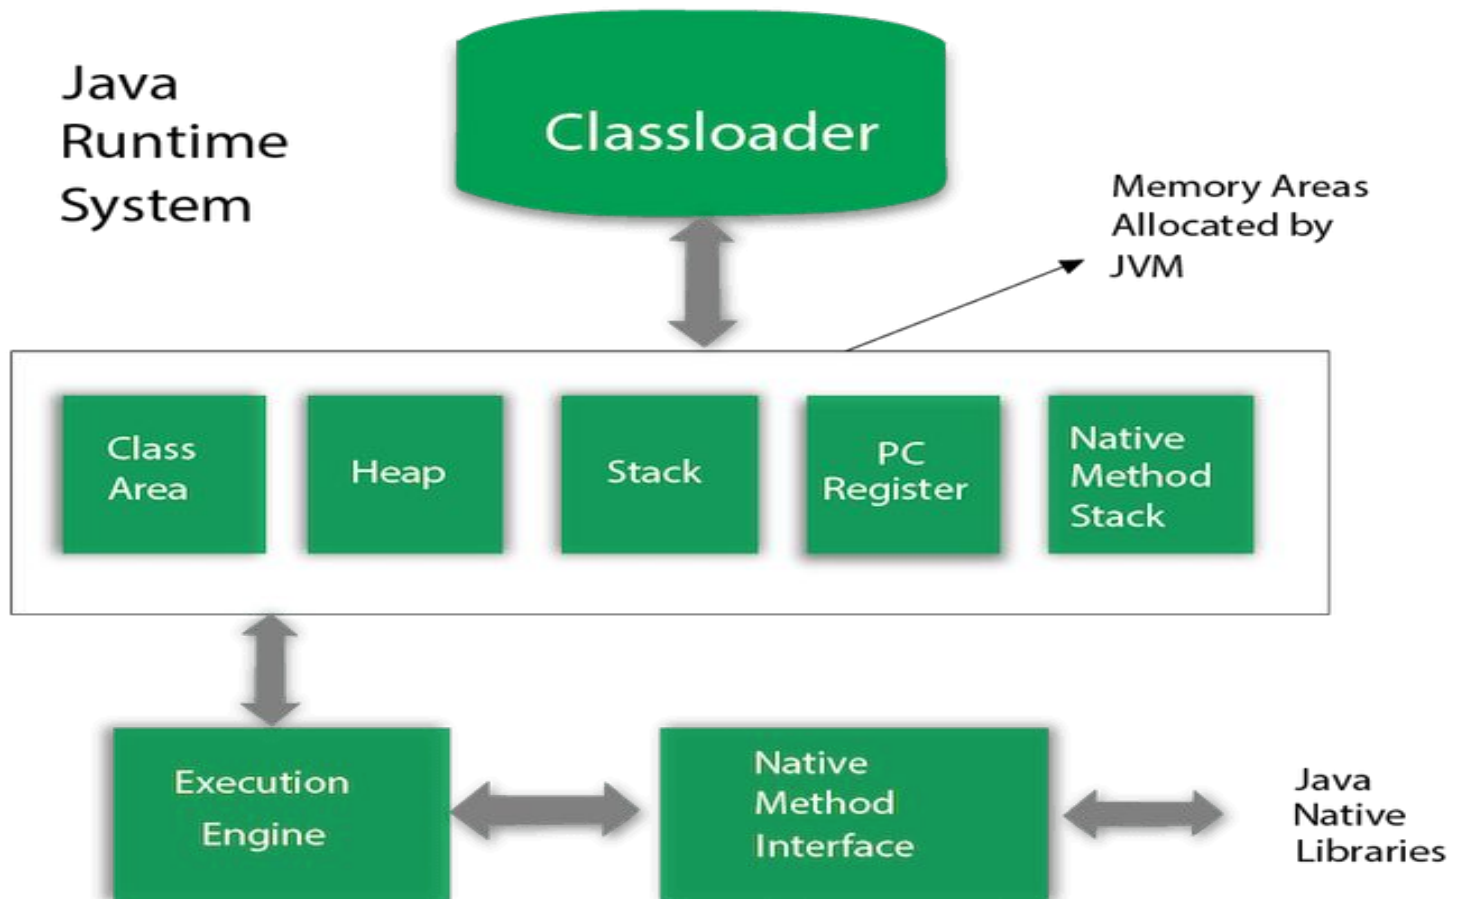 Java
Runtime
System
Classloader
Memory Areas
Allocated by
JVM
Class
Area
Heap
Stack
PC
Register
Native
Method
Stack
Execution
Engine
Native
Method
Interface
Java
Native
Libraries